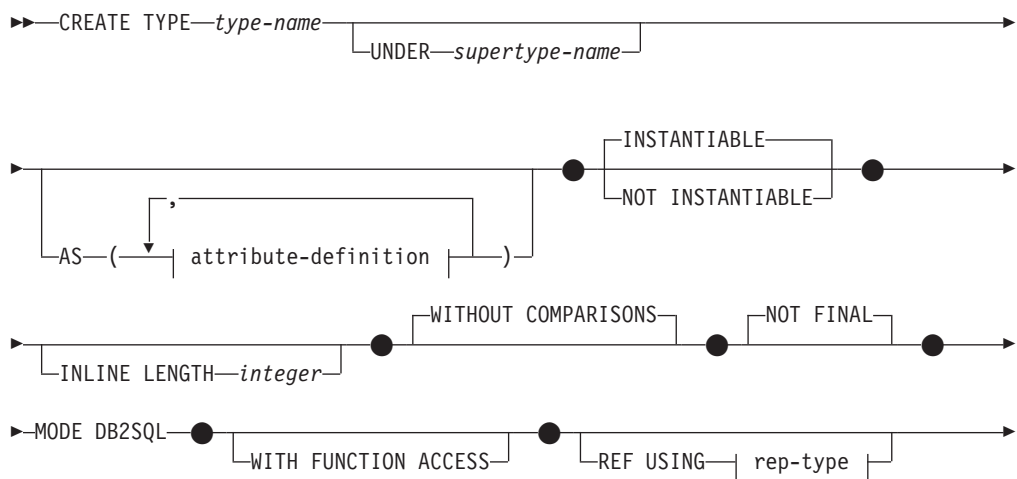 CREATE TYPE type-name
UNDER supertype-name
INSTANTIABLE
NOT INSTANTIABLE
,
AS ( attribute-definition )
WITHOUT COMPARISONS NOT FINAL
INLINE LENGTH integer
MODE DB2SQL
WITH FUNCTION ACCESS REF USING rep-type